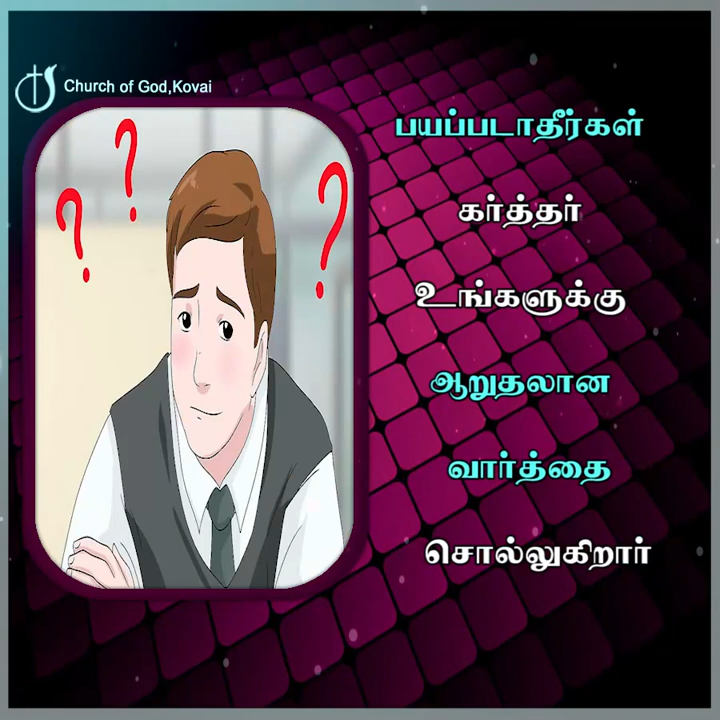 Church of God,Kovai
பயப்படாதீர்கள்
கர்த்தர்
உங்களுக்கு
ஆறுதலான
வார்த்தை
சொல்லுகிறார்
? ? ?